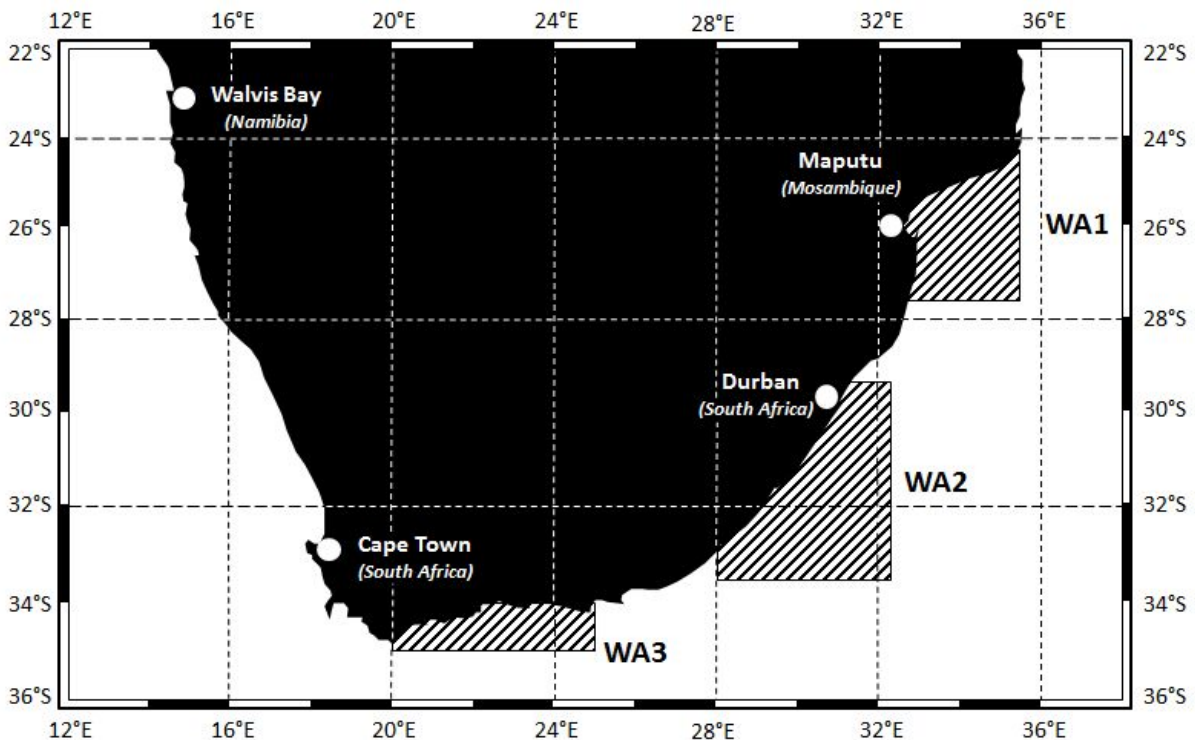 12°E 16°E 20°E 24°E 28°E 32°E 36°E
22°S 22°S
Walvis Bay
(Namibia)
24°S 24°S
Maputu
(Mosambique)
26°S WA1 26°S
28°S 28°S
Durban
(South Africa)
30°S 30°S
WA2
32°S 32°S
Cape Town
(South Africa)
34°S 34°S
WA3
36°S 36°S
12°E 16°E 20°E 24°E 28°E 32°E 36°E